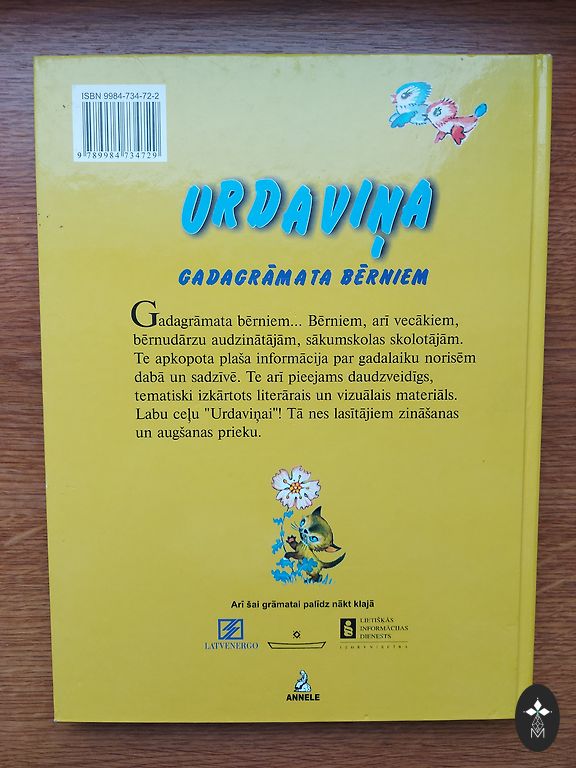 ISBN 9984-734-72-2
9 789984 734729
URDAVIŅA
GADAGRĀMATA BĒRNIEM
Gadagrāmata bērniem... Bērniem, arī vecākiem,
bērnudārzu audzinātājām, sākumskolas skolotājām.
Te apkopota plaša informācija par gadalaiku norisēm
dabā un sadzīvē. Te arī pieejams daudzveidīgs,
tematiski izkārtots literārais un vizuālais materiāls.
Labu ceļu "Urdaviņai"! Tā nes lasītājiem zināšanas
un augšanas prieku.
Arī šai grāmatai palīdz nākt klajā
LATVENERGO
LIETIŠĶĀS
INFORMĀCIJAS
DIENESTS
IZDEVNIECĪBA
ANNELE
M